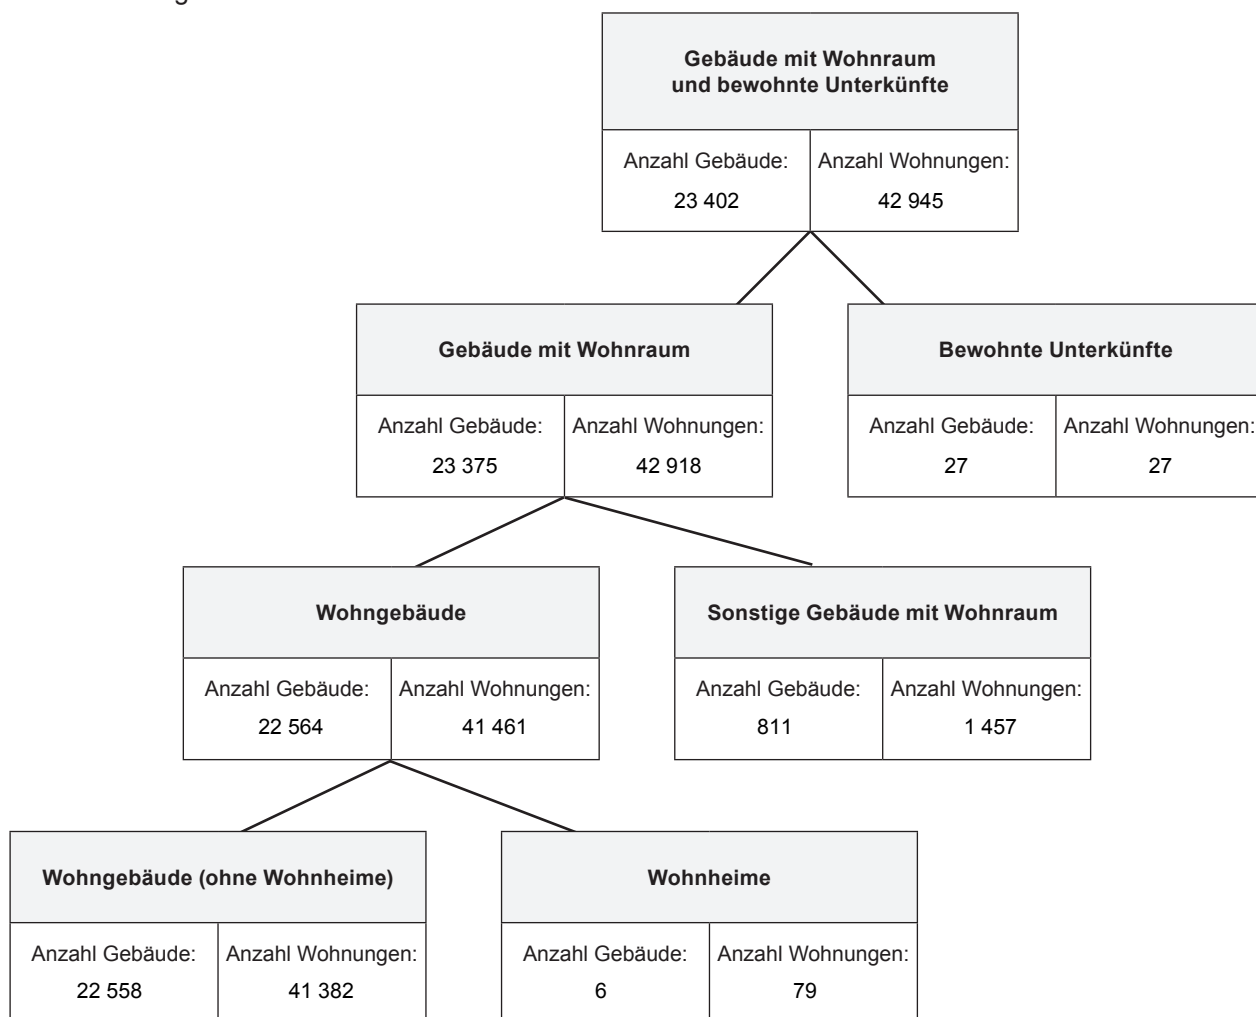 Gebäude mit Wohnraum
und bewohnte Unterkünfte
Anzahl Gebäude: Anzahl Wohnungen:
23 402 42 945
Gebäude mit Wohnraum
Anzahl Gebäude: Anzahl Wohnungen:
23 375 42 918
Bewohnte Unterkünfte
Anzahl Gebäude: Anzahl Wohnungen:
27 27
Wohngebäude
Anzahl Gebäude: Anzahl Wohnungen:
22 564 41 461
Sonstige Gebäude mit Wohnraum
Anzahl Gebäude: Anzahl Wohnungen:
811 1 457
Wohngebäude (ohne Wohnheime)
Anzahl Gebäude: Anzahl Wohnungen:
22 558 41 382
Wohnheime
Anzahl Gebäude: Anzahl Wohnungen:
6 79